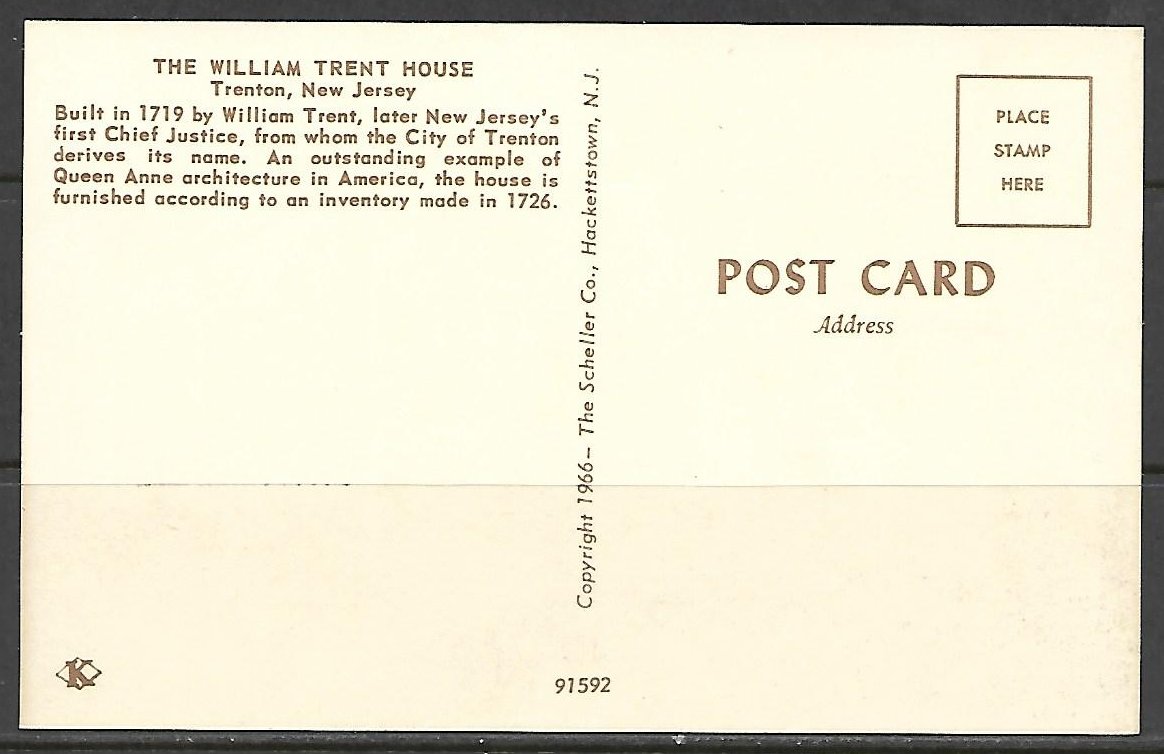 THE WILLIAM TRENT HOUSE
Trenton, New Jersey
Built in 1719 by William Trent, later New Jersey's
first Chief Justice, from whom the City of Trenton
derives its name. An outstanding example of
Queen Anne architecture in America, the house is
furnished according to an inventory made in 1726.
Copyright 1966— The Scheller Co., Hackettstown, N.J.
PLACE
STAMP
HERE
POST CARD
Address
K
91592